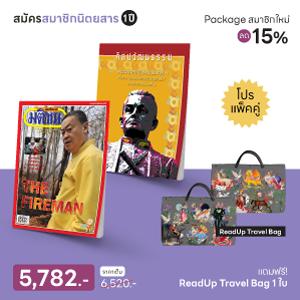 สมัครสมาชิกนิตยสาร 1ปี
Package สมาชิกใหม่
ลด 15%
ศิลปวัฒนธรรม
โปร
แพ็กคู่
มติชน
THE
FIREMAN
ReadUp Travel Bag
5,782.-
ราคาเต็ม
6,520.-
แถมฟรี!
ReadUp Travel Bag 1 ใบ